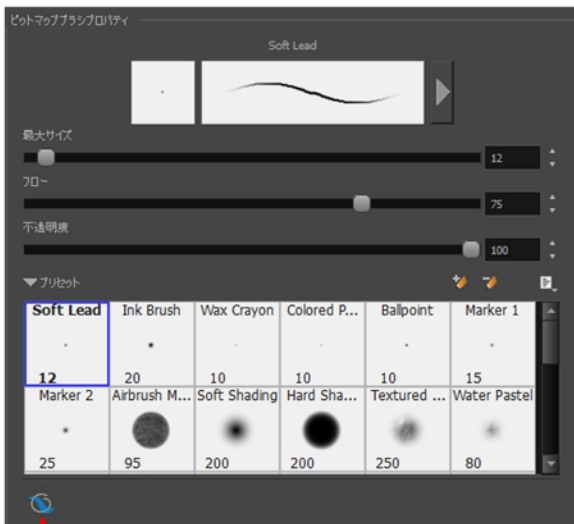 ビットマップブラシプロパティ
Soft Lead
最大サイズ
12
フロー
75
不透明度
100
プリセット
Soft Lead Ink Brush Wax Crayon Colored P... Ballpoint Marker 1
12 20 10 10 10 15
Marker 2 Airbrush M... Soft Shading Hard Sha... Textured ... Water Pastel
25 95 200 200 250 80